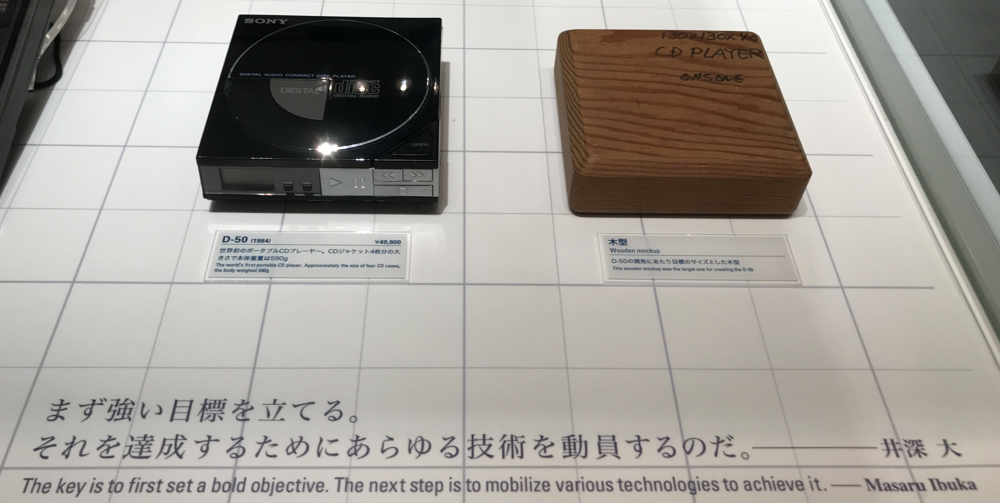 SONY
DIGITAL AUDIO COMPACT DISC PLAYER
DIGITAL
COMPACT
disc
DIGITAL AUDIO
OPEN
130x130x40
CD PLAYER
OHSONE
D-50 (1984) ¥49,800
世界初のポータブルCDプレーヤー。CDジャケット4枚分の大
きさで本体重量は590g
The world's first portable CD player. Approximately the size of four CD cases,
the body weighed 590g
木型
Wooden mockup
D-50の開発にあたり目標のサイズとした木型
This wooden mockup was the target size for creating the D-50
まず強い目標を立てる。
それを達成するためにあらゆる技術を動員するのだ。——井深 大
The key is to first set a bold objective. The next step is to mobilize various technologies to achieve it. — Masaru Ibuka